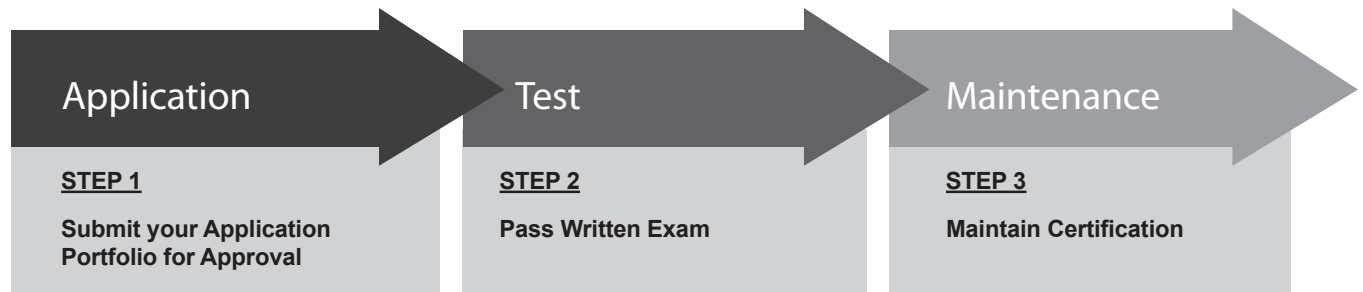 Application
STEP 1
Submit your Application
Portfolio for Approval
Test
STEP 2
Pass Written Exam
Maintenance
STEP 3
Maintain Certification